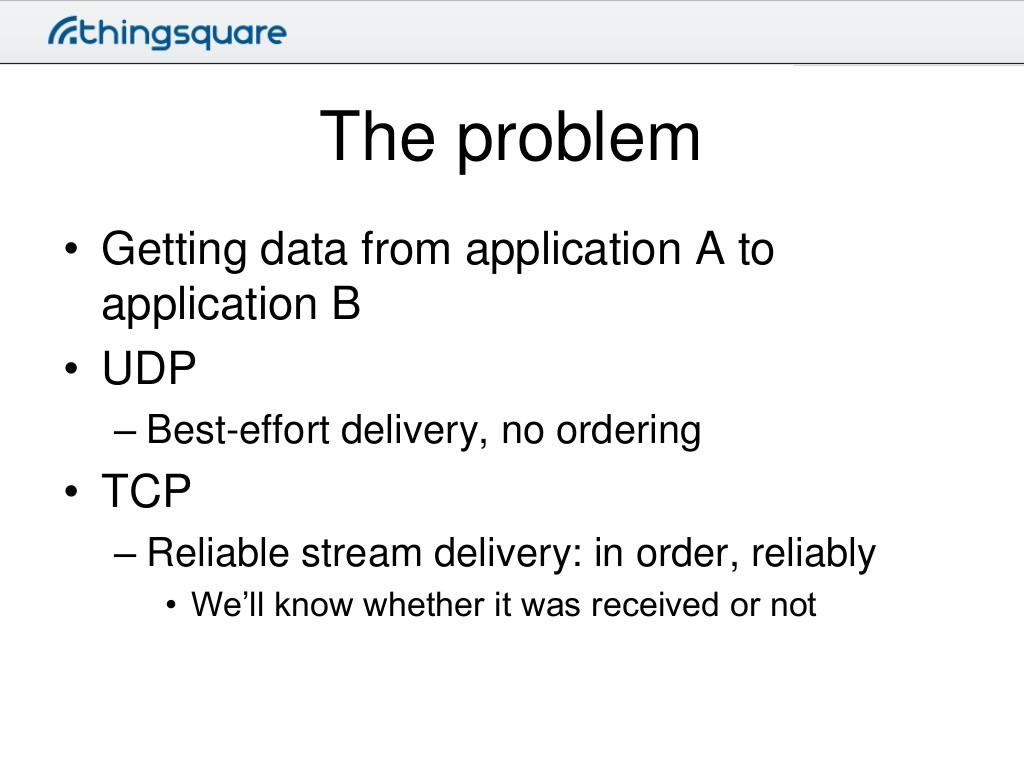 thingsquare
The problem
• Getting data from application A to
application B
• UDP
– Best-effort delivery, no ordering
• TCP
– Reliable stream delivery: in order, reliably
• We’ll know whether it was received or not